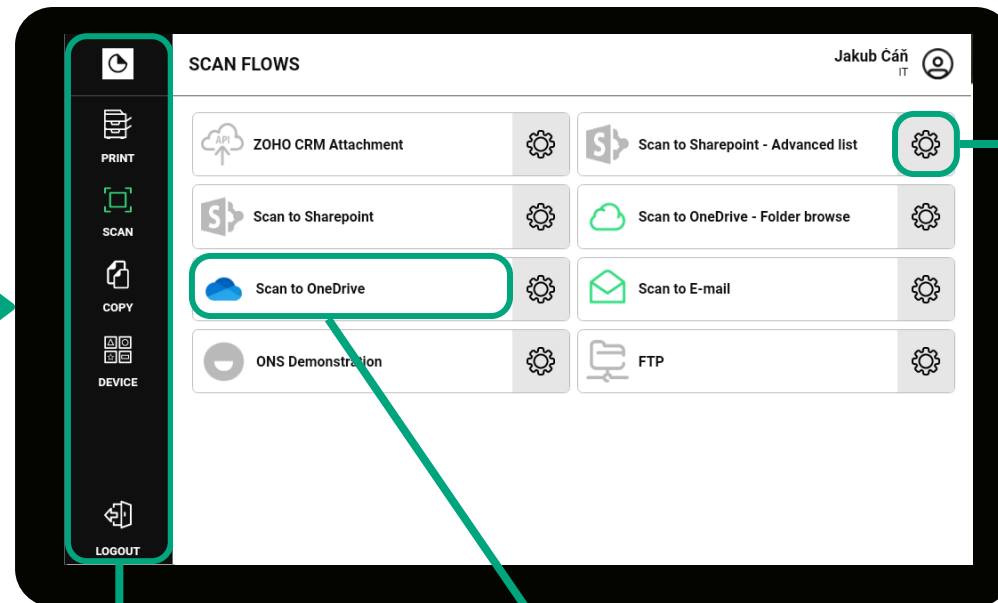 SCAN FLOWS
Jakub Čáň
IT
PRINT
SCAN
COPY
DEVICE
LOGOUT
API
ZOHO CRM Attachment
Scan to Sharepoint - Advanced list
S
Scan to Sharepoint
S
Scan to OneDrive - Folder browse
Scan to OneDrive
Scan to E-mail
ONS Demonstration
FTP